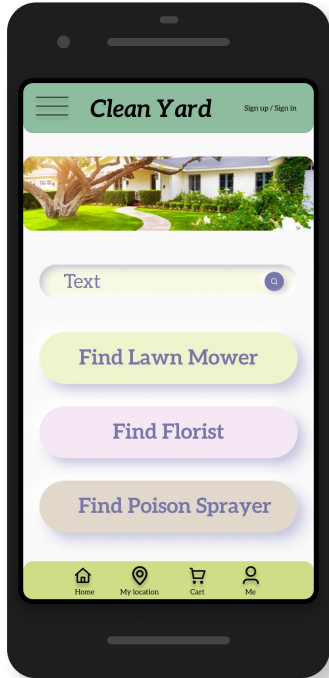 Clean Yard
Sign up / Sign in
Text
Find Lawn Mower
Find Florist
Find Poison Sprayer
Home
My location
Cart
Me